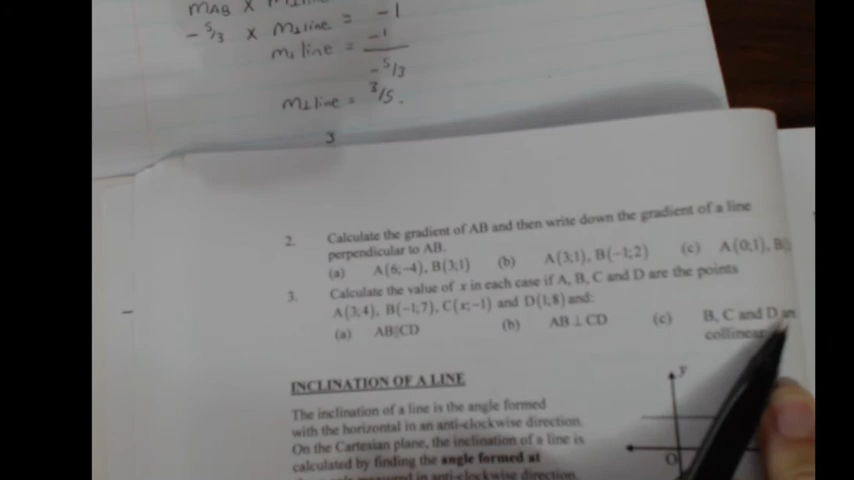 mAB x
-5/3 x m⊥line = -1
m⊥line = -1/(-5/3)
m⊥line = 3/5.
3
2. Calculate the gradient of AB and then write down the gradient of a line
perpendicular to AB.
(a) A(6;-4), B(3;1) (b) A(3;1), B(-1;2) (c) A(0;1), B(
3. Calculate the value of x in each case if A, B, C and D are the points
A(3;4), B(-1;7), C(x;-1) and D(1;8) and:
(a) AB||CD (b) AB ⊥ CD (c) B, C and D are
collinear
INCLINATION OF A LINE
The inclination of a line is the angle formed
with the horizontal in an anti-clockwise direction.
On the Cartesian plane, the inclination of a line is
calculated by finding the angle formed at
measured in anti-clockwise direction
y
O